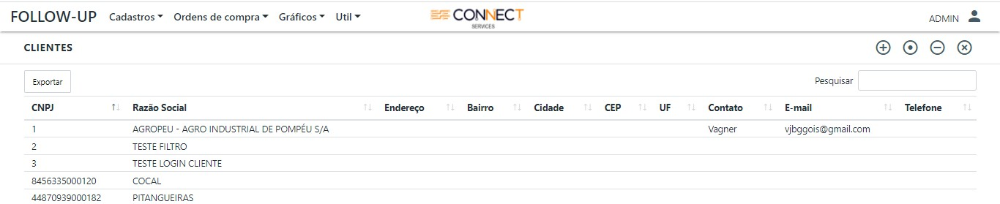 FOLLOW-UP Cadastros Ordens de compra Gráficos Util CONNECT SERVICES ADMIN
CLIENTES
Exportar Pesquisar
CNPJ Razão Social Endereço Bairro Cidade CEP UF Contato E-mail Telefone
1 AGROPEU - AGRO INDUSTRIAL DE POMPÉU S/A Vagner vjbggois@gmail.com
2 TESTE FILTRO
3 TESTE LOGIN CLIENTE
8456335000120 COCAL
44870939000182 PITANGUEIRAS